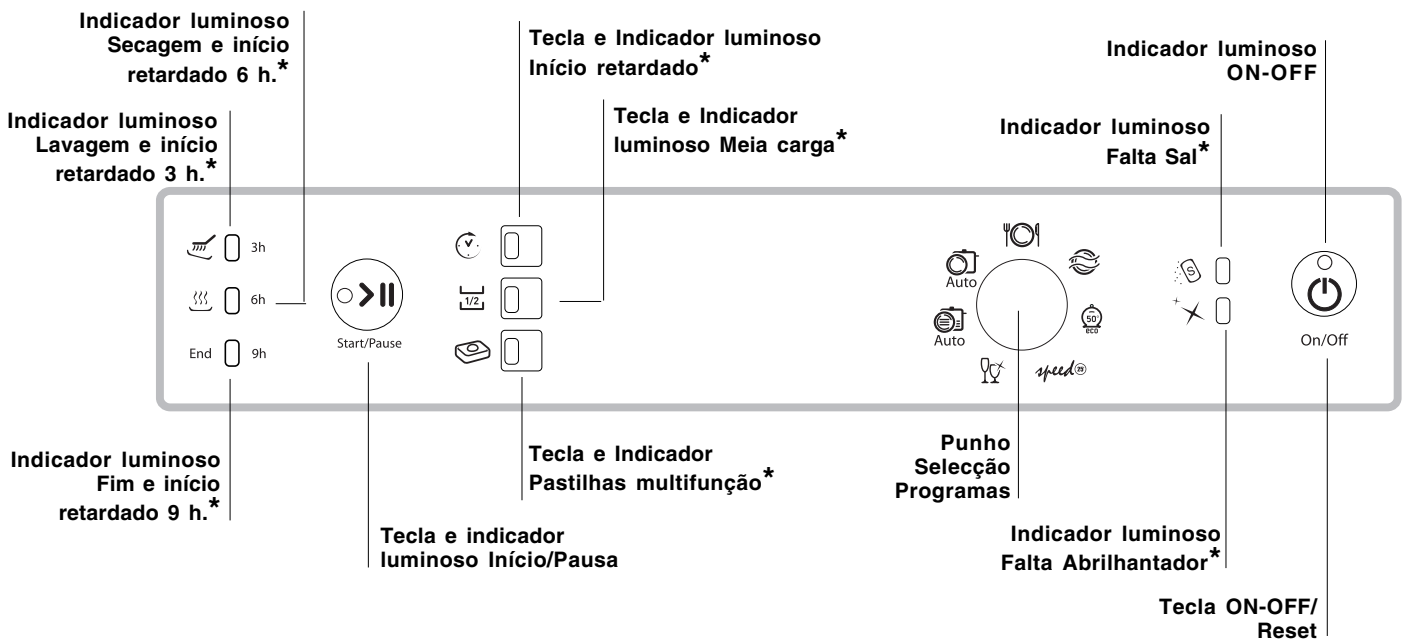 Indicador luminoso
Secagem e início
retardado 6 h.*
Tecla e Indicador luminoso
Início retardado*
Indicador luminoso
ON-OFF
Indicador luminoso
Lavagem e início
retardado 3 h.*
Tecla e Indicador
luminoso Meia carga*
Indicador luminoso
Falta Sal*
3h
6h
End 9h
Start/Pause
1/2
Auto
Auto
50°
eco
speed 25
S
On/Off
Indicador luminoso
Fim e início
retardado 9 h.*
Tecla e Indicador
Pastilhas multifunção*
Tecla e indicador
luminoso Início/Pausa
Punho
Selecção
Programas
Indicador luminoso
Falta Abrilhantador*
Tecla ON-OFF/
Reset